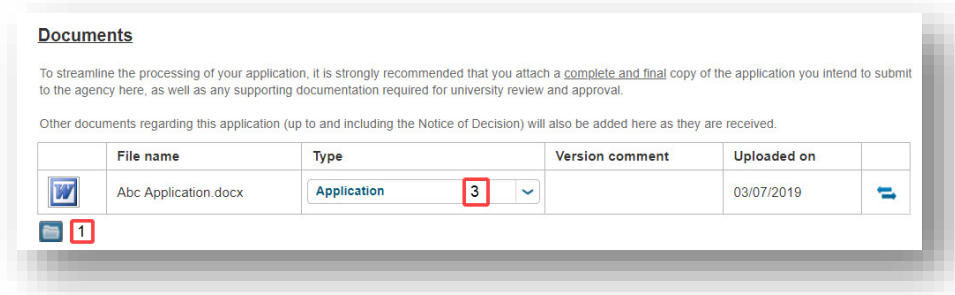 Documents
To streamline the processing of your application, it is strongly recommended that you attach a complete and final copy of the application you intend to submit
to the agency here, as well as any supporting documentation required for university review and approval.
Other documents regarding this application (up to and including the Notice of Decision) will also be added here as they are received.
File name Type Version comment Uploaded on
W Abc Application.docx Application 3 03/07/2019
1